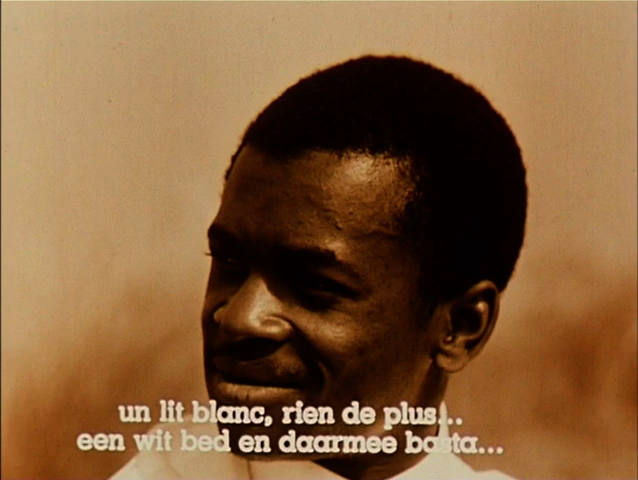 un lit blanc, rien de plus...
een wit bed en daarmee basta...